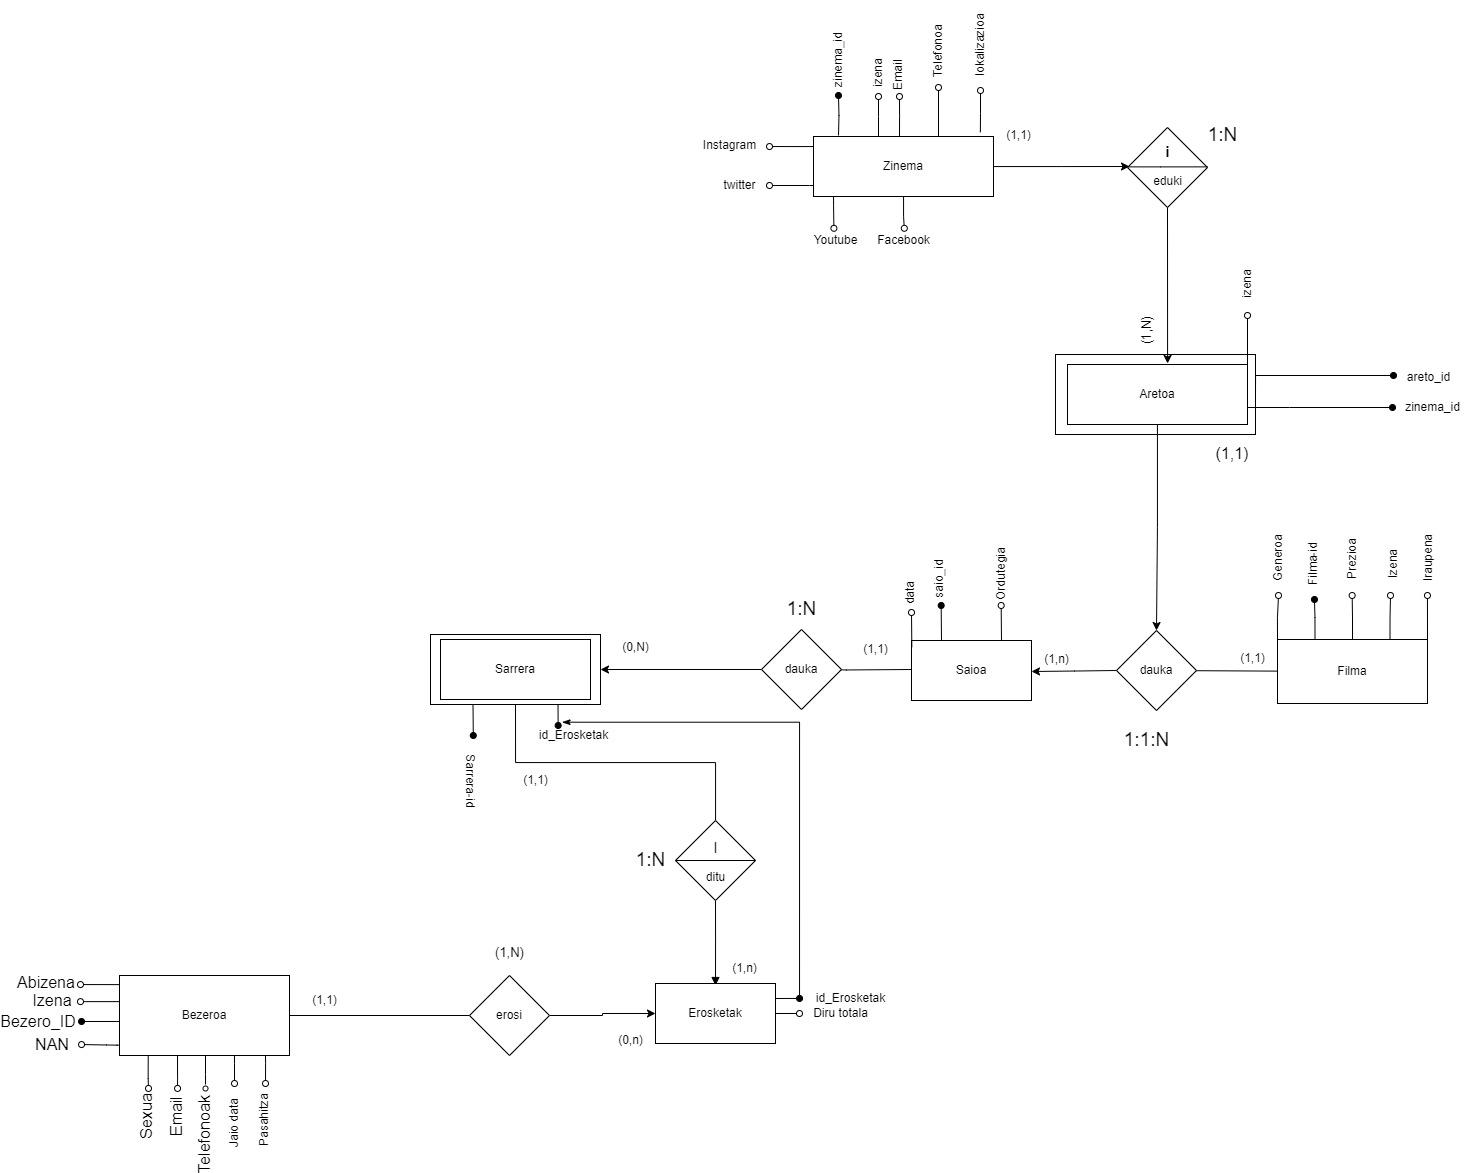 zinema_id
izena
Email
Telefonoa
lokalizazioa
Instagram
twitter
Zinema
(1,1)
Youtube
Facebook
i
eduki
1:N
(1,N)
izena
Aretoa
areto_id
zinema_id
(1,1)
Generoa
Filma-id
Prezioa
Izena
Iraupena
data
saio_id
Ordutegia
1:N
Sarrera
(0,N)
dauka
(1,1)
Saioa
(1,n)
dauka
(1,1)
Filma
1:1:N
id_Erosketak
Sarrera-id
(1,1)
1:N
I
ditu
(1,N)
(1,n)
Abizena
Izena
Bezero_ID
NAN
Bezeroa
(1,1)
erosi
(0,n)
Erosketak
id_Erosketak
Diru totala
Sexua
Email
Telefonoak
Jaio data
Pasahitza